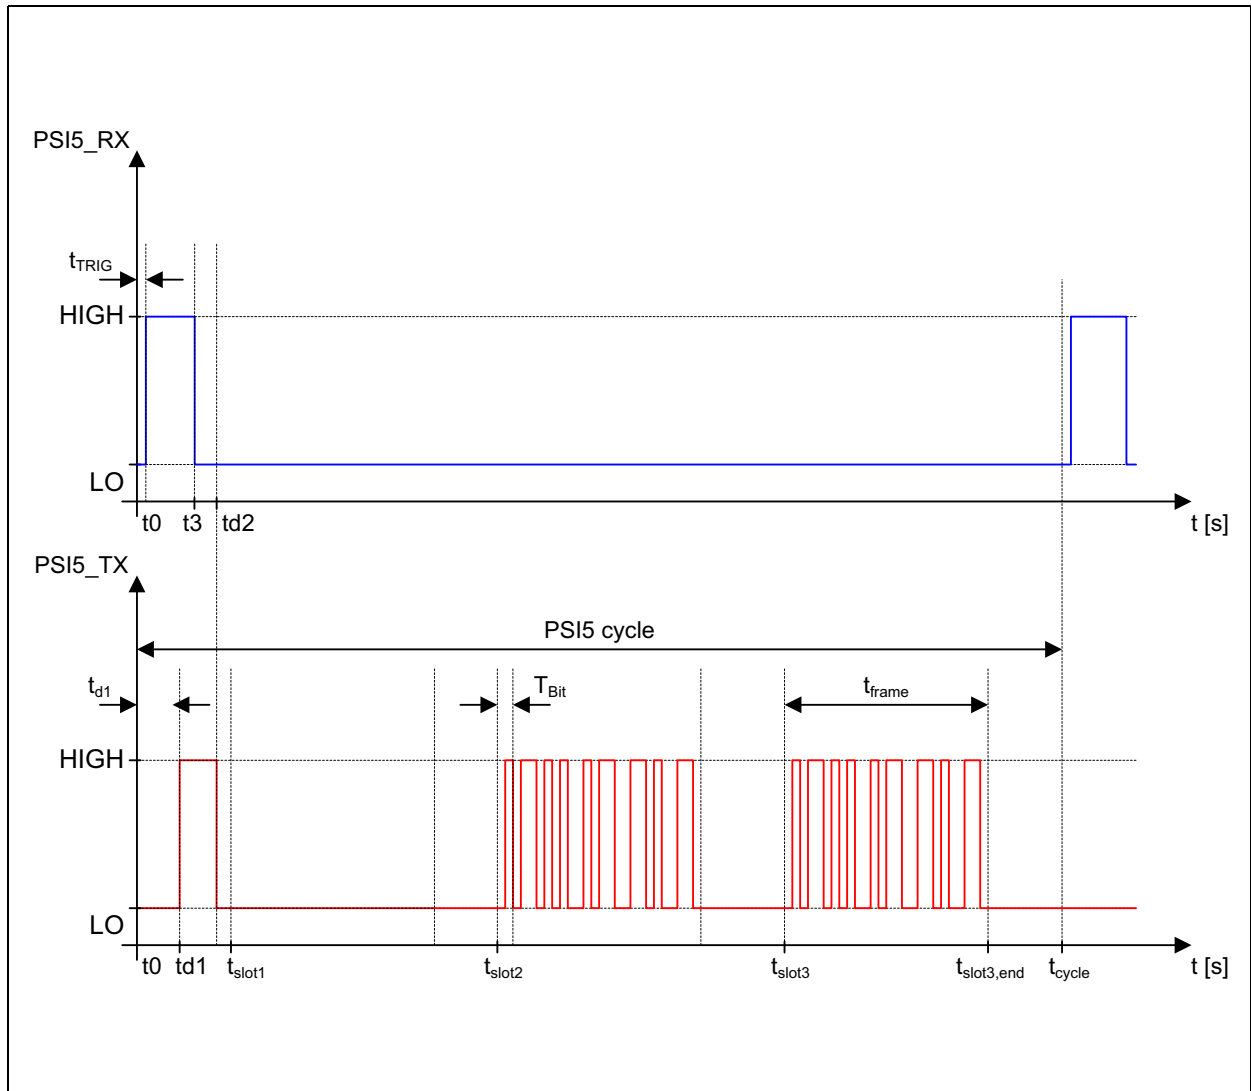 PSI5_RX
tTRIG
HIGH
LO
t0 t3 td2
t [s]
PSI5_TX
PSI5 cycle
td1 TBit tframe
HIGH
LO
t0 td1 tslot1 tslot2 tslot3 tslot3,end tcycle t [s]